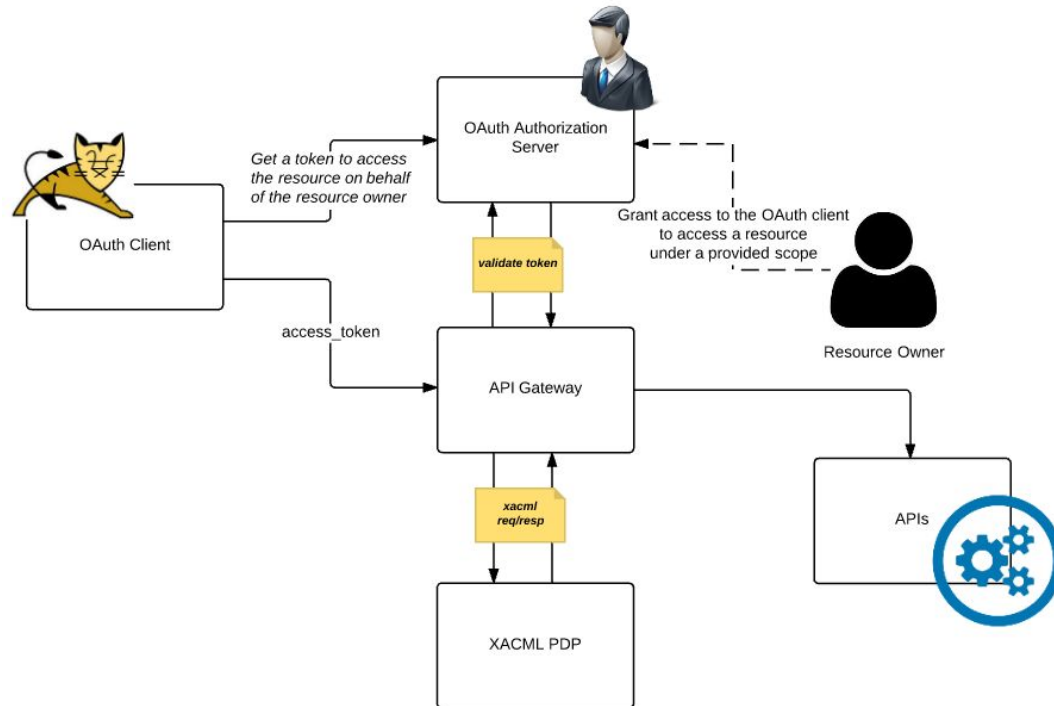 OAuth Authorization
Server
Get a token to access
the resource on behalf
of the resource owner
OAuth Client
Grant access to the OAuth client
to access a resource
under a provided scope
validate token
access_token
Resource Owner
API Gateway
xacml
req/resp
APIs
XACML PDP